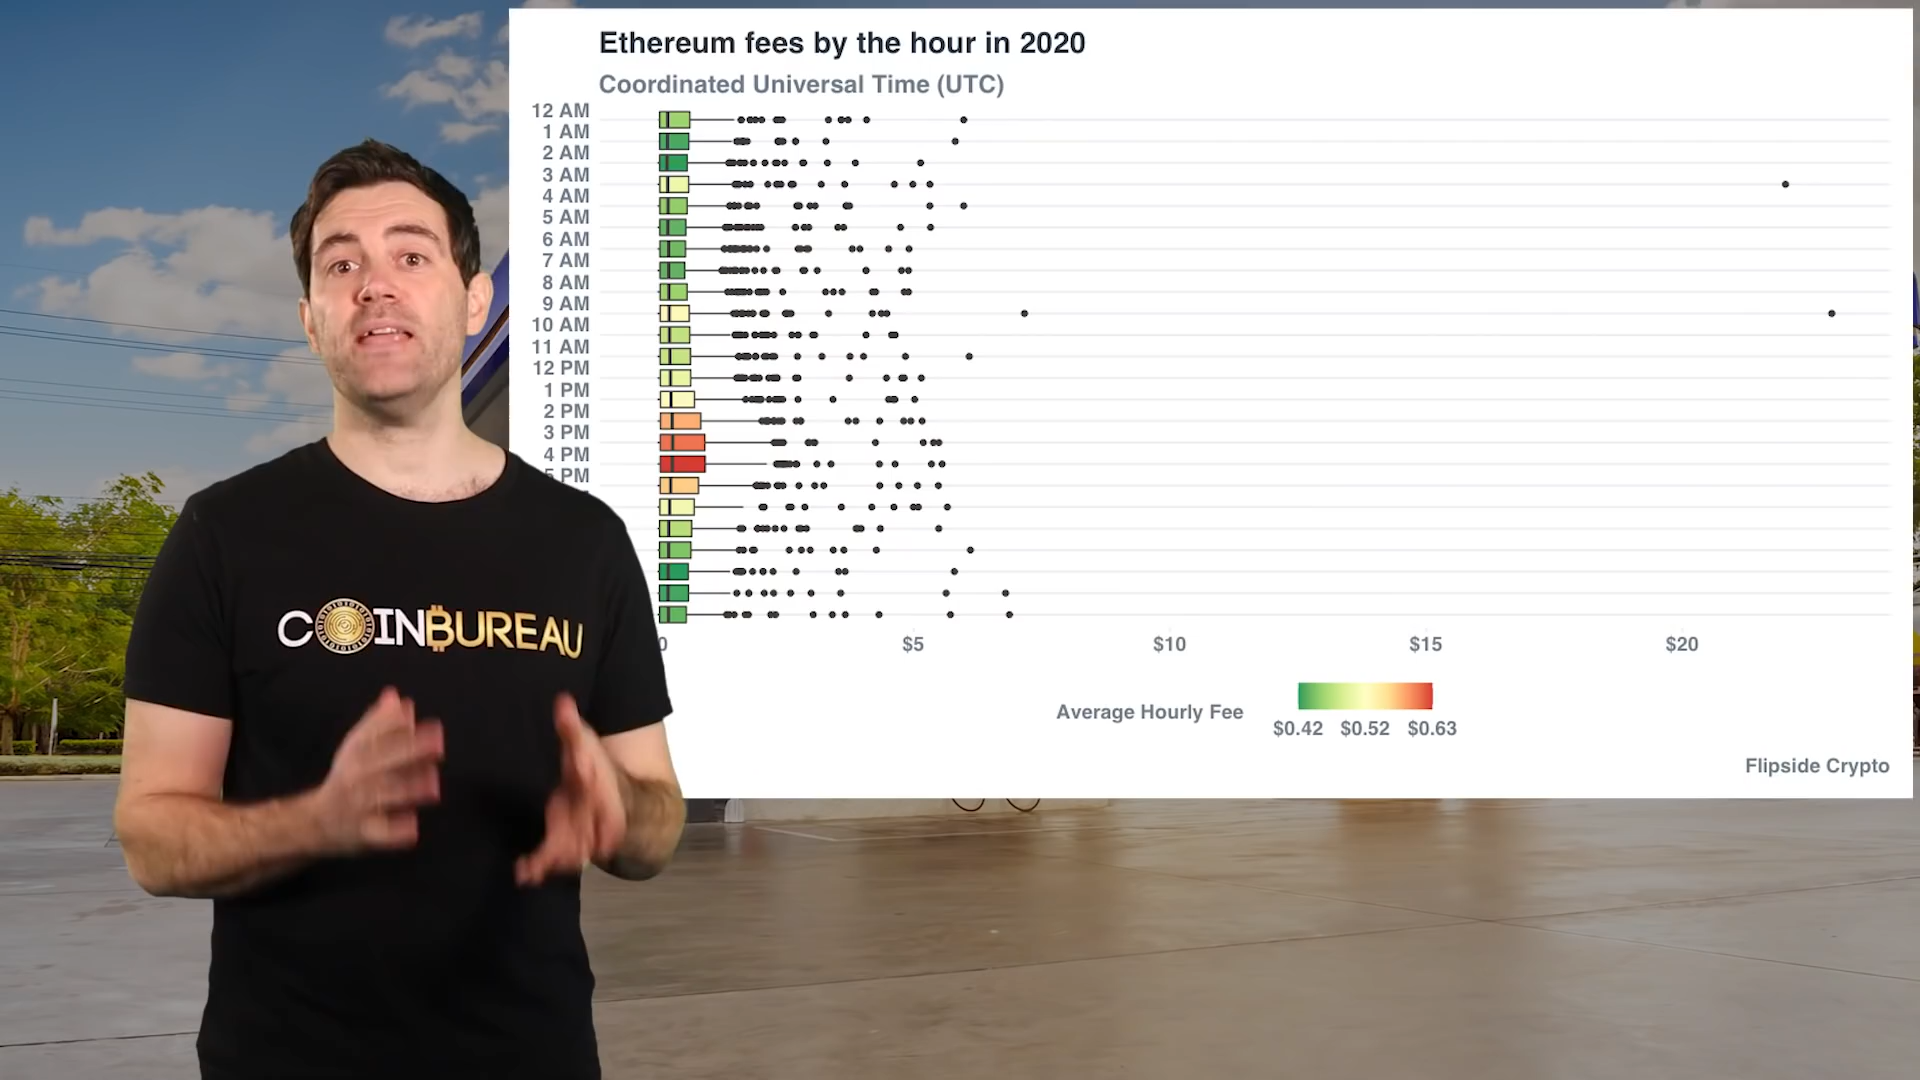 Ethereum fees by the hour in 2020
Coordinated Universal Time (UTC)
12 AM
1 AM
2 AM
3 AM
4 AM
5 AM
6 AM
7 AM
8 AM
9 AM
10 AM
11 AM
12 PM
1 PM
2 PM
3 PM
4 PM
5 PM
COINBUREAU
0 $5 $10 $15 $20
Average Hourly Fee
$0.42 $0.52 $0.63
Flipside Crypto